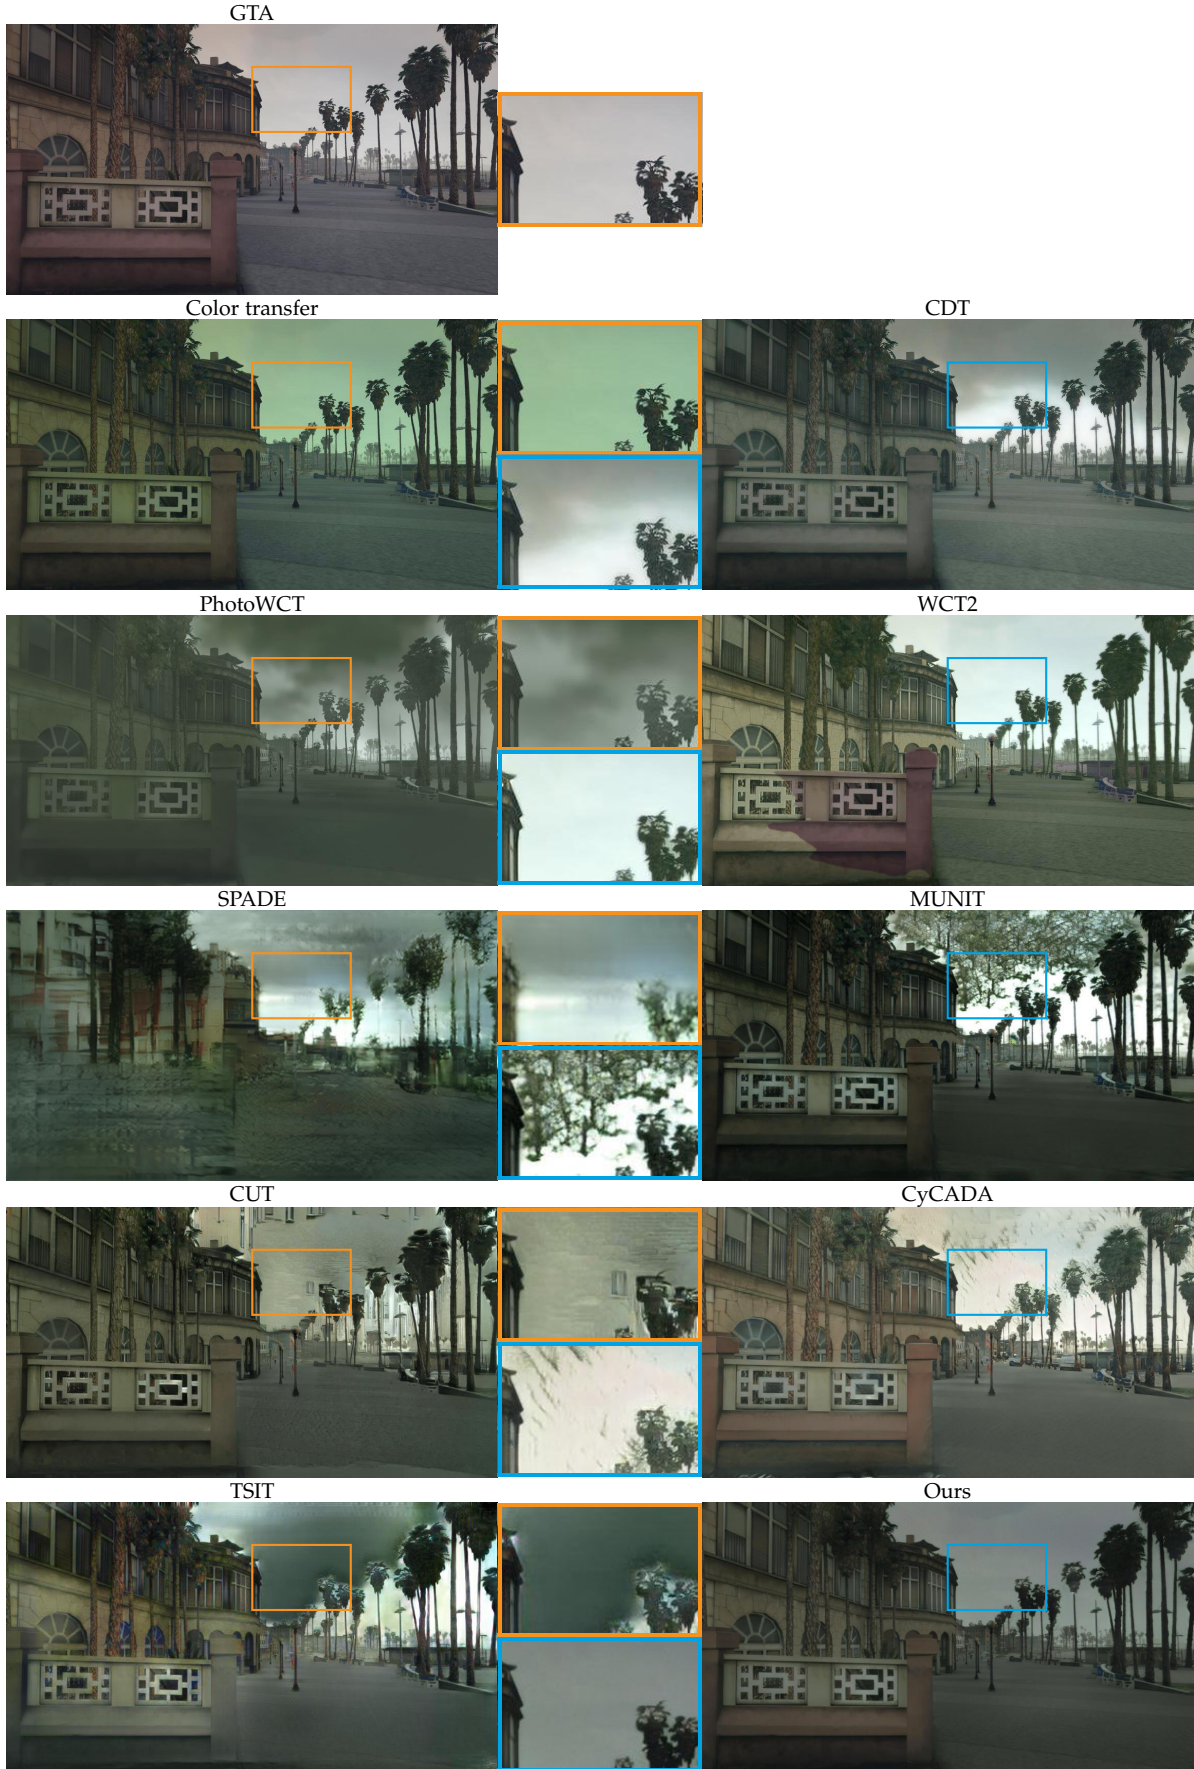 GTA
Color transfer
CDT
PhotoWCT
WCT2
SPADE
MUNIT
CUT
CyCADA
TSIT
Ours